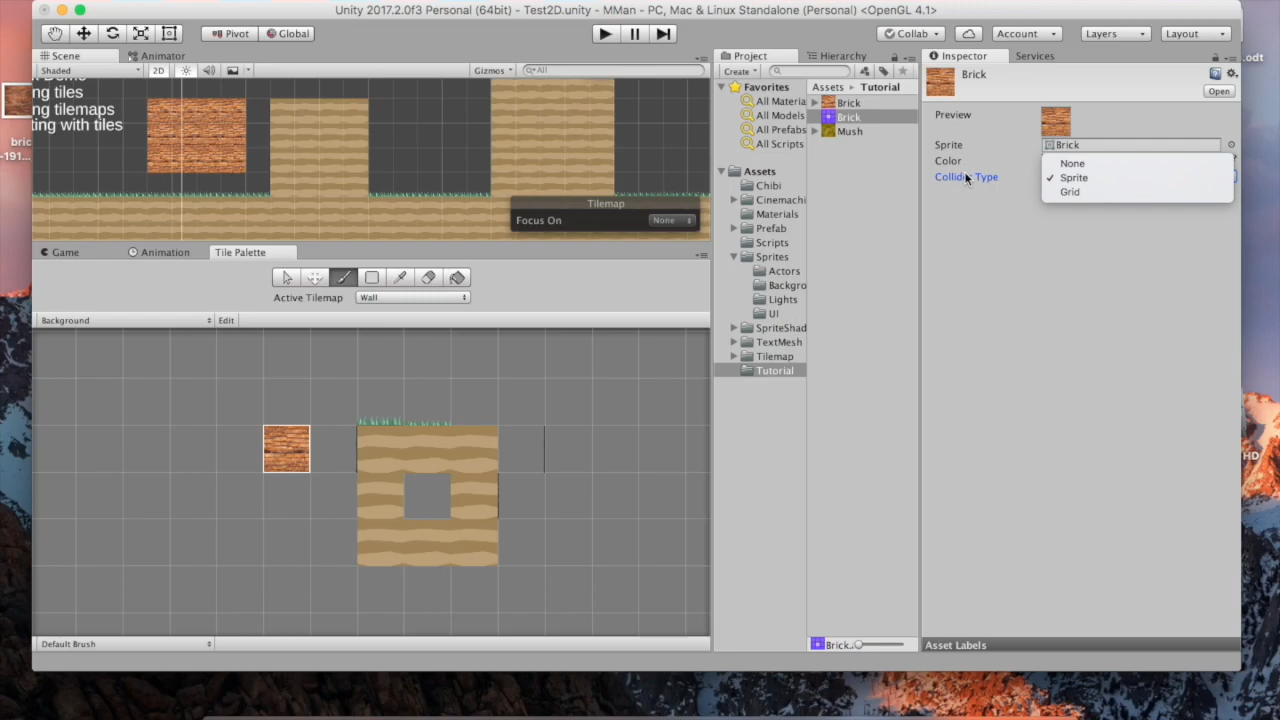 Unity 2017.2.0f3 Personal (64bit) - Test2D.unity - MMan - PC, Mac & Linux Standalone (Personal) <OpenGL 4.1>
Pivot Global Collab Account Layers Layout
Scene Animator Project Hierarchy Inspector Services
.odt
Shaded 2D Gizmos All Create
Brick
Open
ng tiles
ng tilemaps
ting with tiles
bric
-191...
Tilemap
Focus On None
Game Animation Tile Palette
Active Tilemap Wall
Background Edit
Default Brush
Favorites
All Materia
All Models
All Prefabs
All Scripts
Assets
Chibi
Cinemachi
Materials
Prefab
Scripts
Sprites
Actors
Backgro
Lights
UI
SpriteShad
TextMesh
Tilemap
Tutorial
Assets Tutorial
Brick
Brick
Mush
Brick..
Preview
Sprite Brick
Color
Collider Type
None
✓ Sprite
Grid
HD
Asset Labels